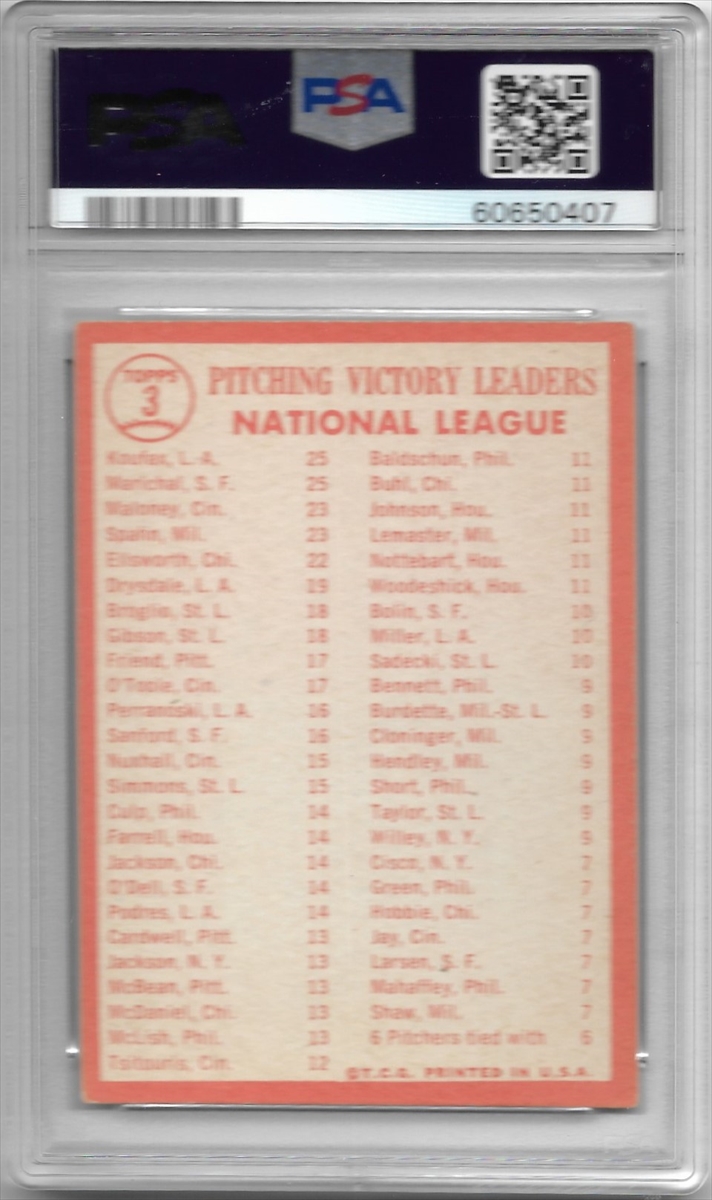 PSA
PSA
60650407
TOPPS
3
PITCHING VICTORY LEADERS
NATIONAL LEAGUE
Koufax, L.-A. 25
Marichal, S. F. 25
Maloney, Cin. 23
Spahn, Mil. 23
Ellsworth, Chi. 22
Drysdale, L. A. 19
Broglio, St. L. 18
Gibson, St. L. 18
Friend, Pitt. 17
O'Toole, Cin. 17
Perranoski, L. A. 16
Sanford, S. F. 16
Nuxhall, Cin. 15
Simmons, St. L. 15
Culp, Phil. 14
Farrell, Hou. 14
Jackson, Chi. 14
O'Dell, S. F. 14
Podres, L. A. 14
Cardwell, Pitt. 13
Jackson, N. Y. 13
McBean, Pitt. 13
McDaniel, Chi. 13
McLish, Phil. 13
Tsitouris, Cin. 12
Baldschun, Phil. 11
Buhl, Chi. 11
Johnson, Hou. 11
Lemaster, Mil. 11
Nottebart, Hou. 11
Woodeshick, Hou. 11
Bolin, S. F. 10
Miller, L. A. 10
Sadecki, St. L. 10
Bennett, Phil. 9
Burdette, Mil.-St. L. 9
Cloninger, Mil. 9
Hendley, Mil. 9
Short, Phil. 9
Taylor, St. L. 9
Willey, N. Y. 9
Cisco, N. Y. 7
Green, Phil. 7
Hobbie, Chi. 7
Jay, Cin. 7
Larsen, S. F. 7
Mahaffey, Phil. 7
Shaw, Mil. 7
6 Pitchers tied with 6
©T.C.G. PRINTED IN U.S.A.